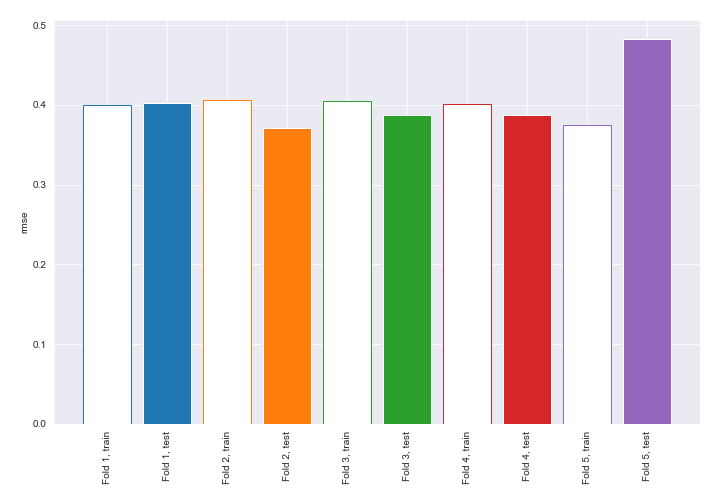 0.5
0.4
0.3
0.2
0.1
0.0
rmse
Fold 1, train
Fold 1, test
Fold 2, train
Fold 2, test
Fold 3, train
Fold 3, test
Fold 4, train
Fold 4, test
Fold 5, train
Fold 5, test